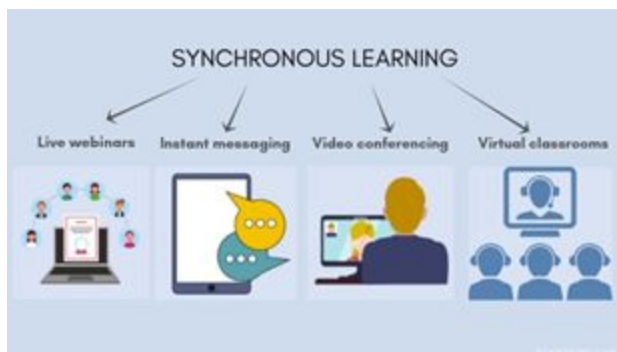 SYNCHRONOUS LEARNING
Live webinars
Instant messaging
Video conferencing
Virtual classrooms